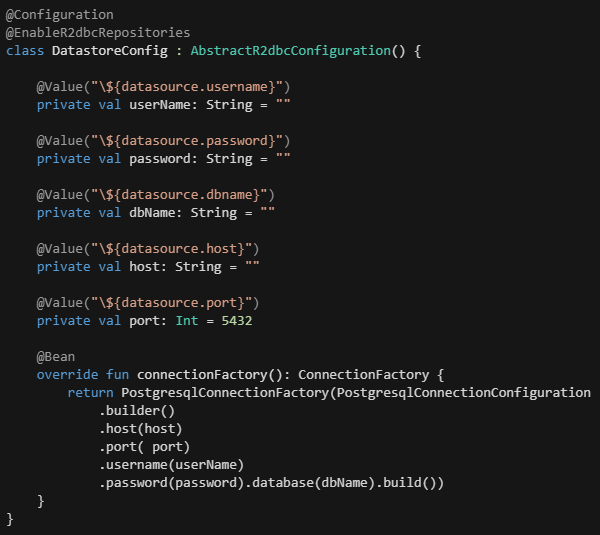 @Configuration
@EnableR2dbcRepositories
class DatastoreConfig : AbstractR2dbcConfiguration() {
@Value("\${datasource.username}")
private val userName: String = ""
@Value("\${datasource.password}")
private val password: String = ""
@Value("\${datasource.dbname}")
private val dbName: String = ""
@Value("\${datasource.host}")
private val host: String = ""
@Value("\${datasource.port}")
private val port: Int = 5432
@Bean
override fun connectionFactory(): ConnectionFactory {
return PostgresqlConnectionFactory(PostgresqlConnectionConfiguration
.builder()
.host(host)
.port( port)
.username(userName)
.password(password).database(dbName).build())
}
}